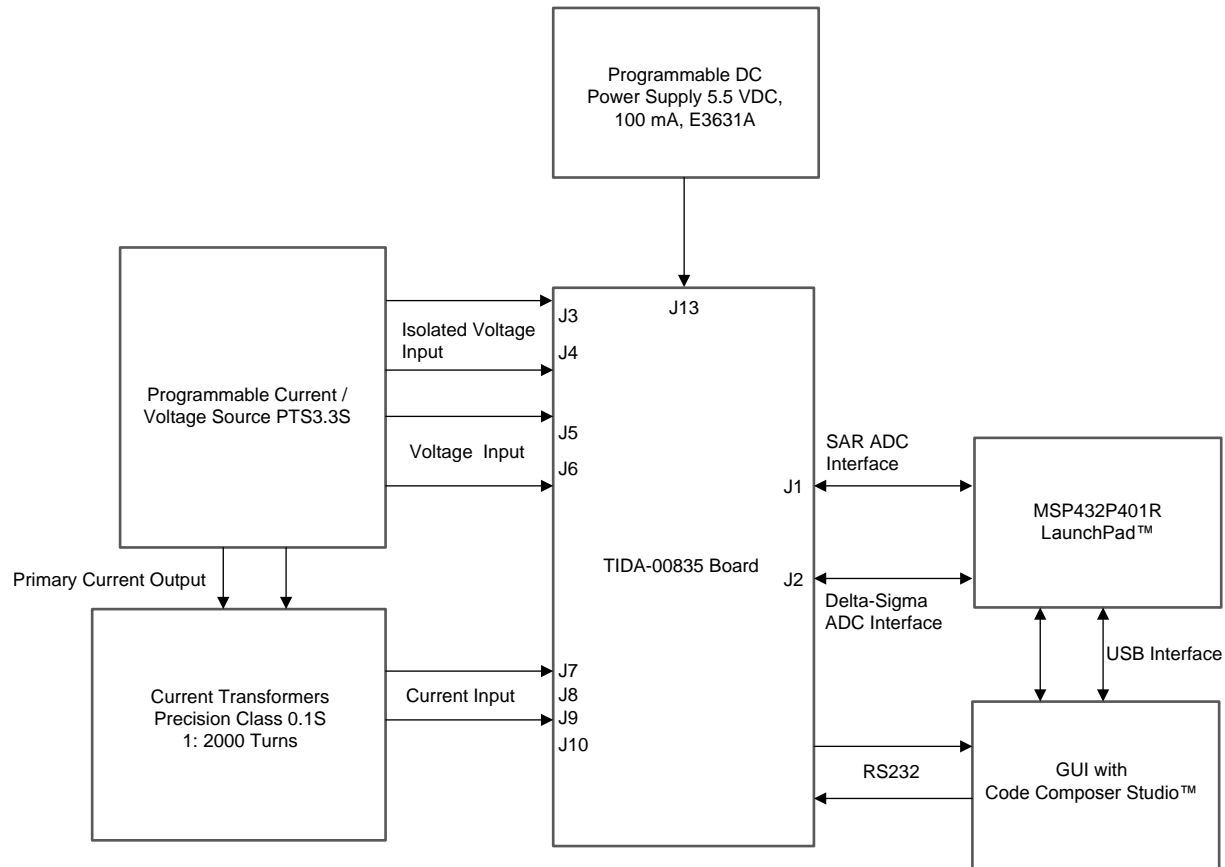 Programmable DC
Power Supply 5.5 VDC,
100 mA, E3631A
J13
Programmable Current /
Voltage Source PTS3.3S
Isolated Voltage
Input
Voltage  Input
J3
J4
J5
J6
Primary Current Output
Current Transformers
Precision Class 0.1S
1: 2000 Turns
Current Input
J7
J8
J9
J10
TIDA-00835 Board
J1
J2
SAR ADC
Interface
Delta-Sigma
ADC Interface
MSP432P401R
LaunchPad™
USB Interface
RS232
GUI with
Code Composer Studio™